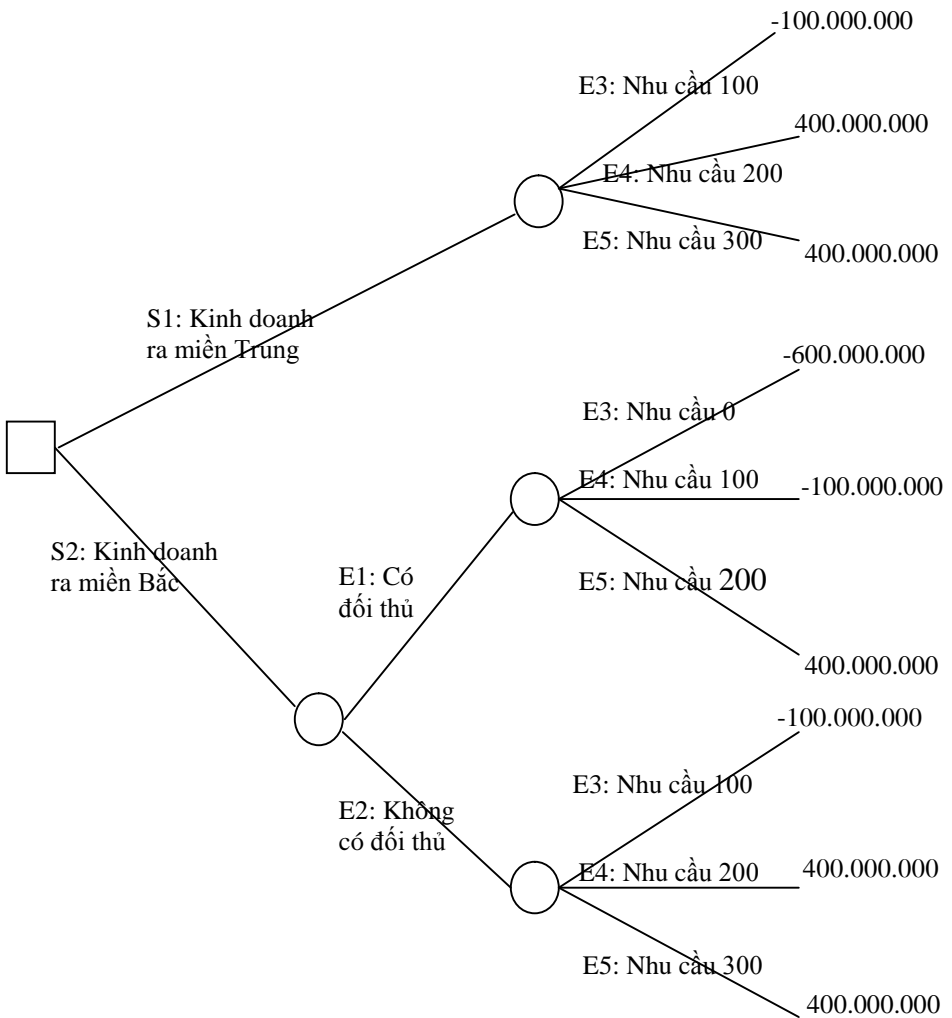 -100.000.000
E3: Nhu cầu 100
400.000.000
E4: Nhu cầu 200
E5: Nhu cầu 300
400.000.000
S1: Kinh doanh
ra miền Trung
-600.000.000
E3: Nhu cầu 0
E4: Nhu cầu 100
-100.000.000
S2: Kinh doanh
ra miền Bắc
E1: Có
đối thủ
E5: Nhu cầu 200
400.000.000
-100.000.000
E3: Nhu cầu 100
E2: Không
có đối thủ
E4: Nhu cầu 200
400.000.000
E5: Nhu cầu 300
400.000.000